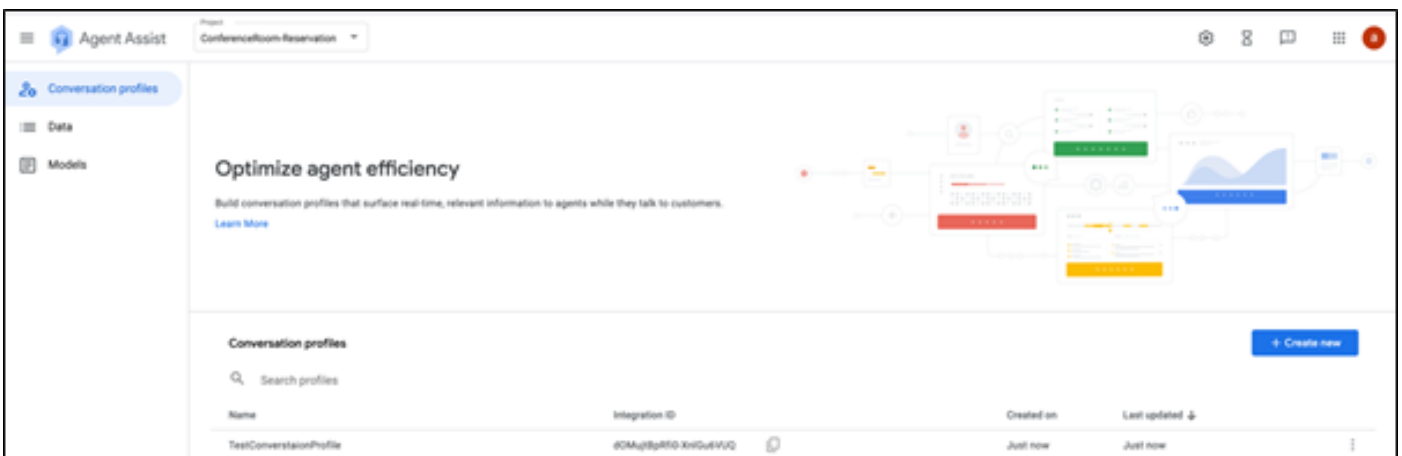 Project
Agent Assist
ConferenceRoom-Reservation
a
Conversation profiles
Data
Models
Optimize agent efficiency
Build conversation profiles that surface real-time, relevant information to agents while they talk to customers.
Learn More
Conversation profiles
+ Create new
Search profiles
Name Integration ID Created on Last updated
TestConverstaionProfile Just now Just now